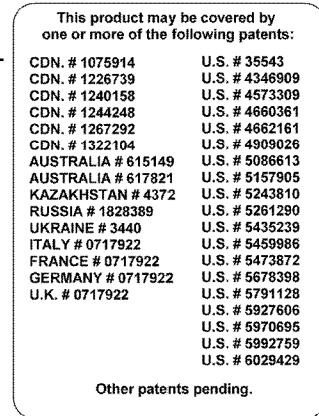 This product may be covered by
one or more of the following patents:
CDN. # 1075914
CDN. # 1226739
CDN. # 1240158
CDN. # 1244248
CDN. # 1267292
CDN. # 1322104
AUSTRALIA # 615149
AUSTRALIA # 617821
KAZAKHSTAN # 4372
RUSSIA # 1828389
UKRAINE # 3440
ITALY # 0717922
FRANCE # 0717922
GERMANY # 0717922
U.K. # 0717922
U.S. # 35543
U.S. # 4346909
U.S. # 4573309
U.S. # 4660361
U.S. # 4662161
U.S. # 4909026
U.S. # 5086613
U.S. # 5157905
U.S. # 5243810
U.S. # 5261290
U.S. # 5435239
U.S. # 5459986
U.S. # 5473872
U.S. # 5678398
U.S. # 5791128
U.S. # 5927606
U.S. # 5970695
U.S. # 5992759
U.S. # 6029429
Other patents pending.